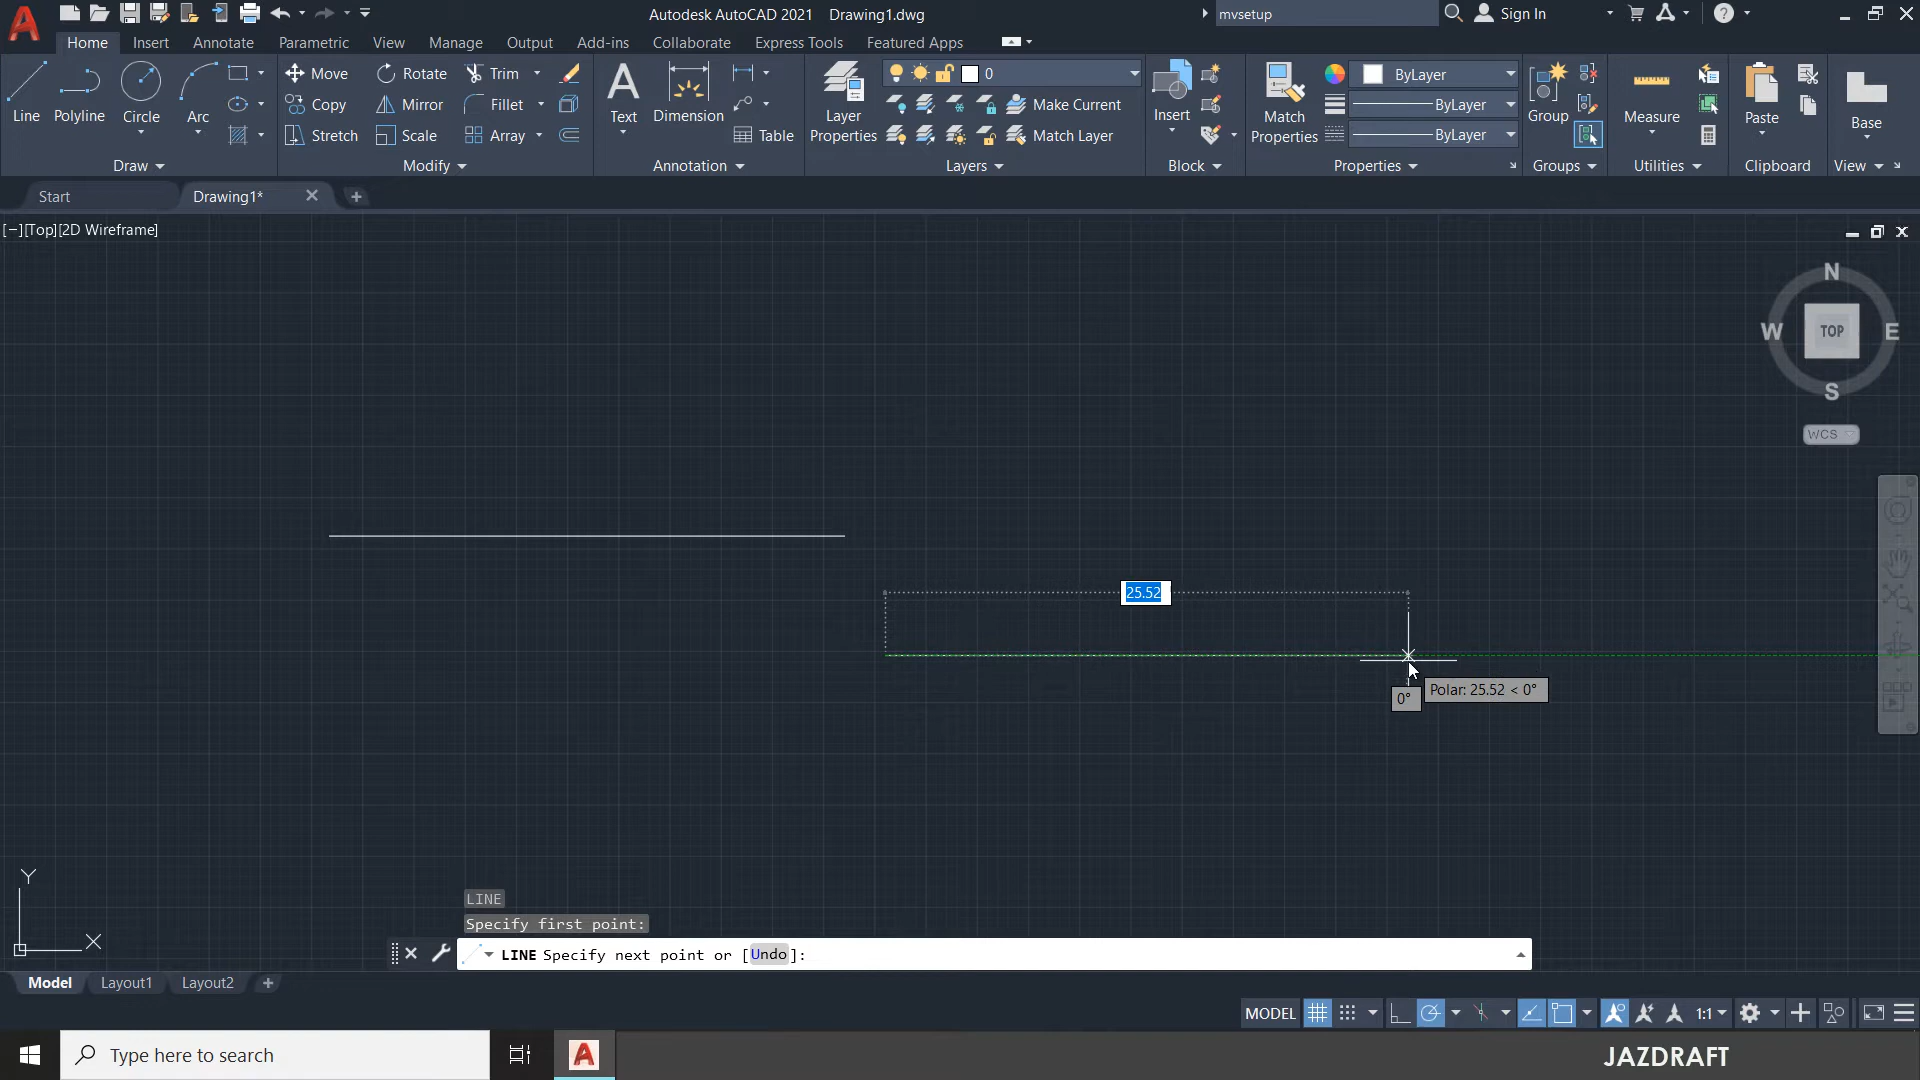 Autodesk AutoCAD 2021 Drawing1.dwg
mvsetup
Sign In
Home Insert Annotate Parametric View Manage Output Add-ins Collaborate Express Tools Featured Apps
Line Polyline Circle Arc
Move Rotate Trim
Copy Mirror Fillet
Stretch Scale Array
Text Dimension Table
Layer Properties
0
Make Current
Match Layer
Insert
Match Properties
ByLayer
ByLayer
ByLayer
Group
Measure
Paste
Base
Draw Modify Annotation Layers Block Properties Groups Utilities Clipboard View
Start Drawing1*
[−][Top][2D Wireframe]
N
W TOP E
S
WCS
25.52
0° Polar: 25.52 < 0°
Y
X
LINE
Specify first point:
LINE Specify next point or [Undo]:
Model Layout1 Layout2
MODEL 1:1
Type here to search
JAZDRAFT